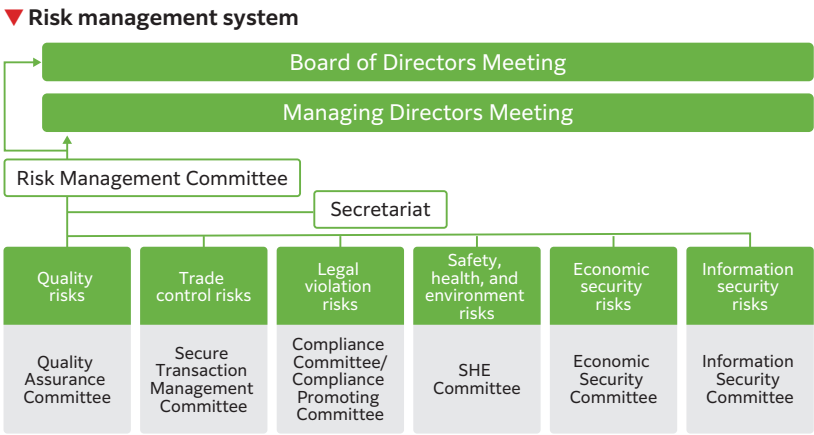 ▼ Risk management system
Board of Directors Meeting
Managing Directors Meeting
Risk Management Committee
Secretariat
Quality
risks
Trade
control risks
Legal
violation
risks
Safety,
health, and
environment
risks
Economic
security
risks
Information
security
risks
Quality
Assurance
Committee
Secure
Transaction
Management
Committee
Compliance
Committee/
Compliance
Promoting
Committee
SHE
Committee
Economic
Security
Committee
Information
Security
Committee